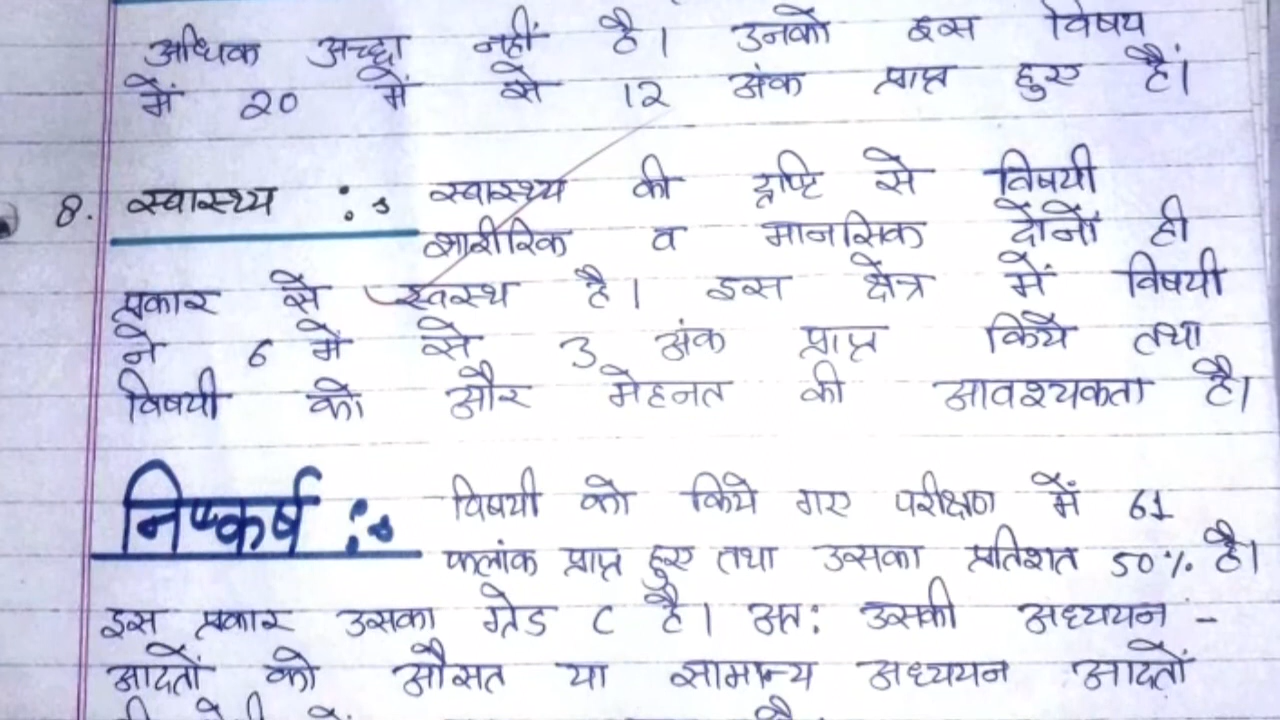 अधिक अच्छा नहीं है। उनको इस विषय
में 20 में से 12 अंक प्राप्त हुए हैं।
8. स्वास्थ्य : स्वास्थ्य की दृष्टि से विषयी
शारीरिक व मानसिक दोनों ही
प्रकार से स्वस्थ है। इस क्षेत्र में विषयी
ने 6 में से 3 अंक प्राप्त किये तथा
विषयी को और मेहनत की आवश्यकता है।
निष्कर्ष : विषयी को किये गए परीक्षण में 61
फलांक प्राप्त हुए तथा उसका प्रतिशत 50% है।
इस प्रकार उसका ग्रेड C है। अत: उसकी अध्ययन -
आदतों को औसत या सामान्य अध्ययन आदतों